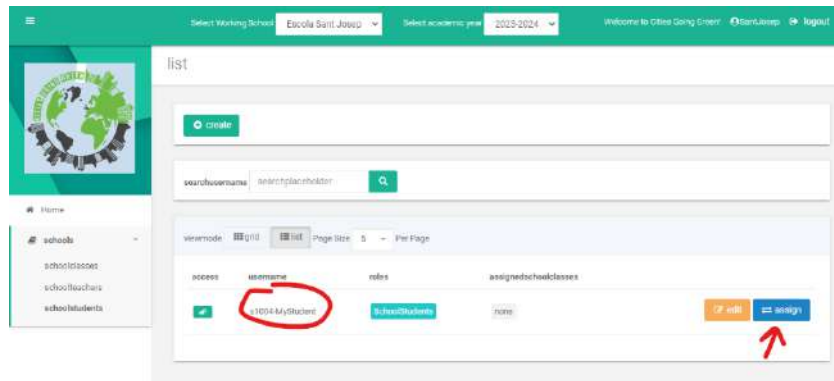 Select Working School Escola Sant Josep Select academic year 2023-2024 Welcome to Cities Going Green! SantJosep logout
list
create
searchusername searchplaceholder
Home
schools
viewmode grid list Page Size 5 Per Page
schoolclasses
access username roles assignedschoolclasses
schoolteachers
schoolstudents
s1004-MyStudent SchoolStudents none edit assign